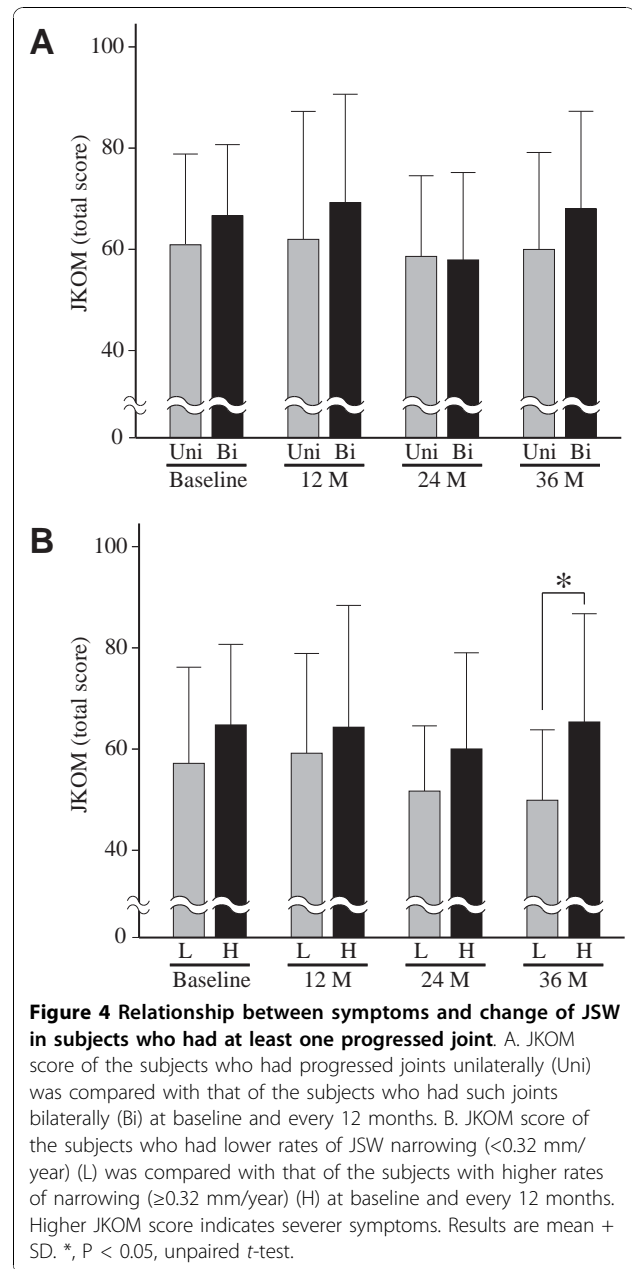 A
100
80
60
40
0
JKOM (total score)
Uni Bi Uni Bi Uni Bi Uni Bi
Baseline 12 M 24 M 36 M
B
100
*
80
60
40
0
JKOM (total score)
L H L H L H L H
Baseline 12 M 24 M 36 M
Figure 4 Relationship between symptoms and change of JSW
in subjects who had at least one progressed joint. A. JKOM
score of the subjects who had progressed joints unilaterally (Uni)
was compared with that of the subjects who had such joints
bilaterally (Bi) at baseline and every 12 months. B. JKOM score of
the subjects who had lower rates of JSW narrowing (<0.32 mm/
year) (L) was compared with that of the subjects with higher rates
of narrowing (≥0.32 mm/year) (H) at baseline and every 12 months.
Higher JKOM score indicates severer symptoms. Results are mean +
SD. *, P < 0.05, unpaired t-test.